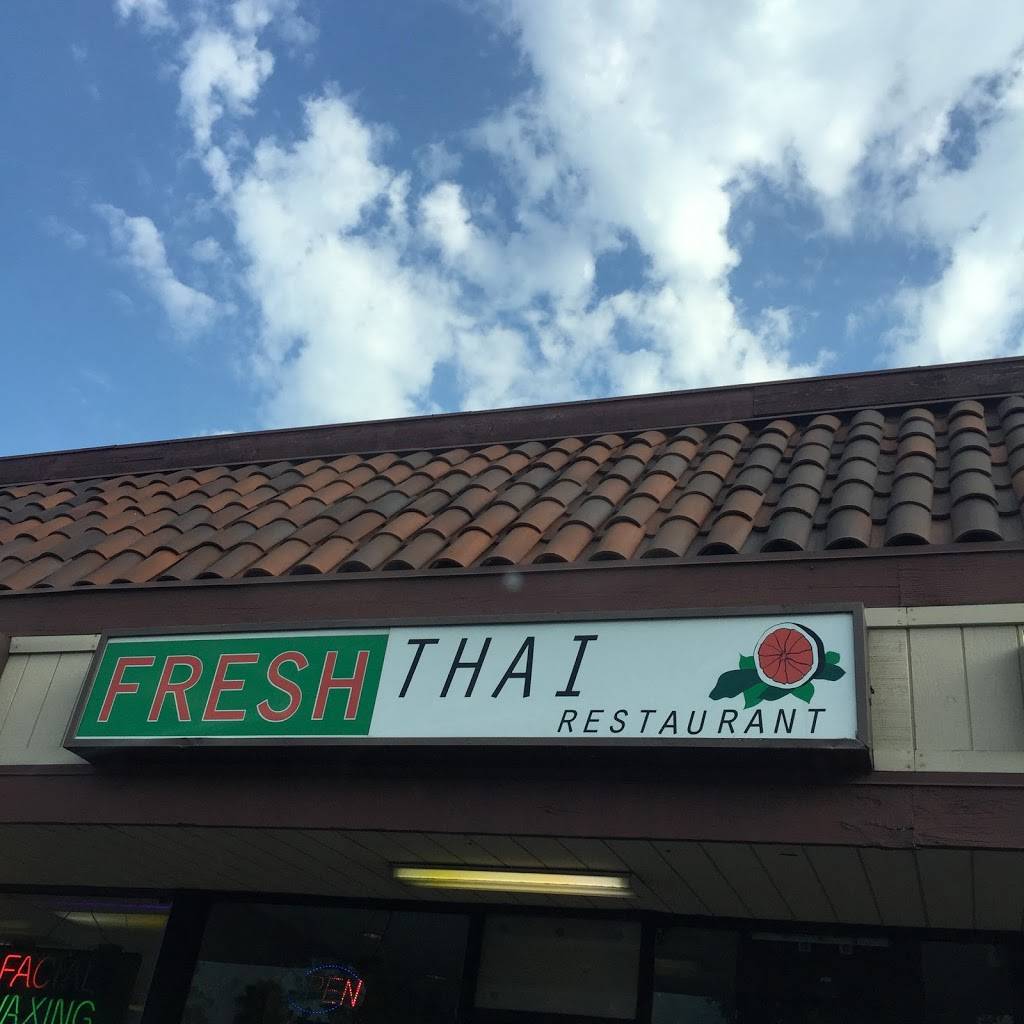 FRESH THAI
RESTAURANT
FACIAL
WAXING
OPEN